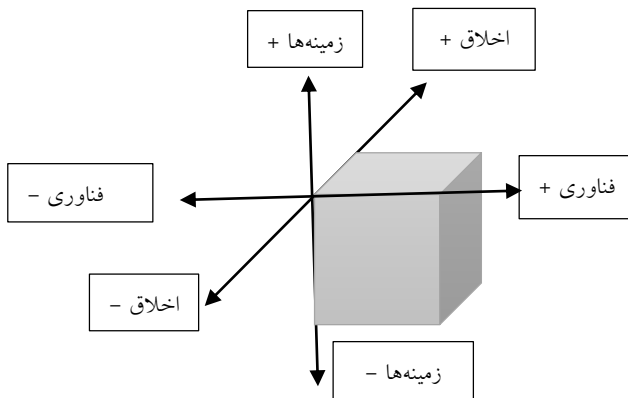 زمینه‌ها +
اخلاق +
فناوری +
فناوری –
اخلاق –
زمینه‌ها –